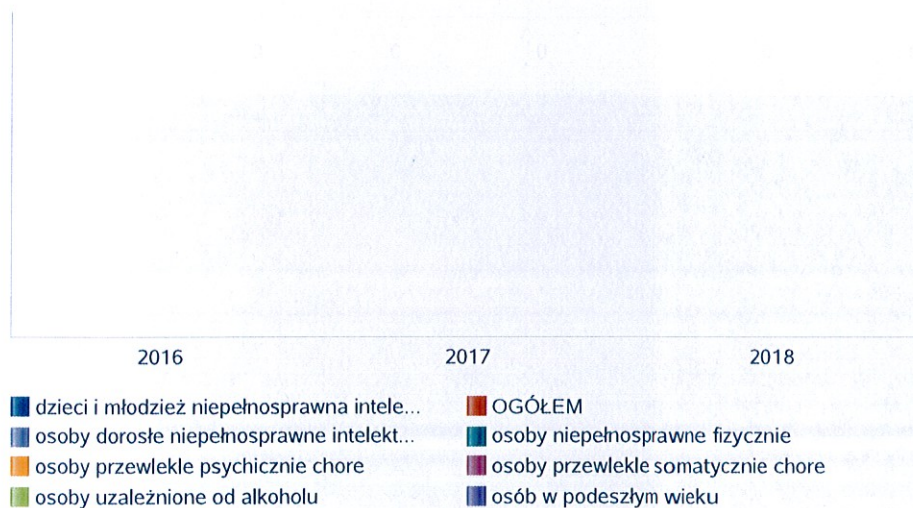 2016 2017 2018
dzieci i młodzież niepełnosprawna intele... OGÓŁEM
osoby dorosłe niepełnosprawne intelekt... osoby niepełnosprawne fizycznie
osoby przewlekle psychicznie chore osoby przewlekle somatycznie chore
osoby uzależnione od alkoholu osób w podeszłym wieku